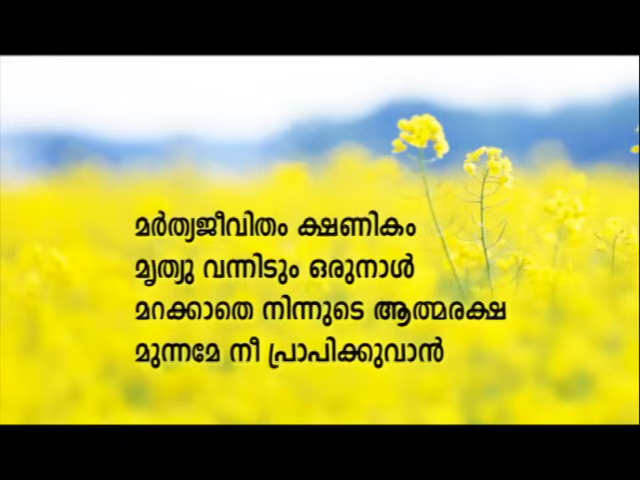 മർത്യജീവിതം ക്ഷണികം
മൃത്യു വന്നിടും ഒരുനാൾ
മറക്കാതെ നിന്നുടെ ആത്മരക്ഷ
മുന്നമേ നീ പ്രാപിക്കുവാൻ